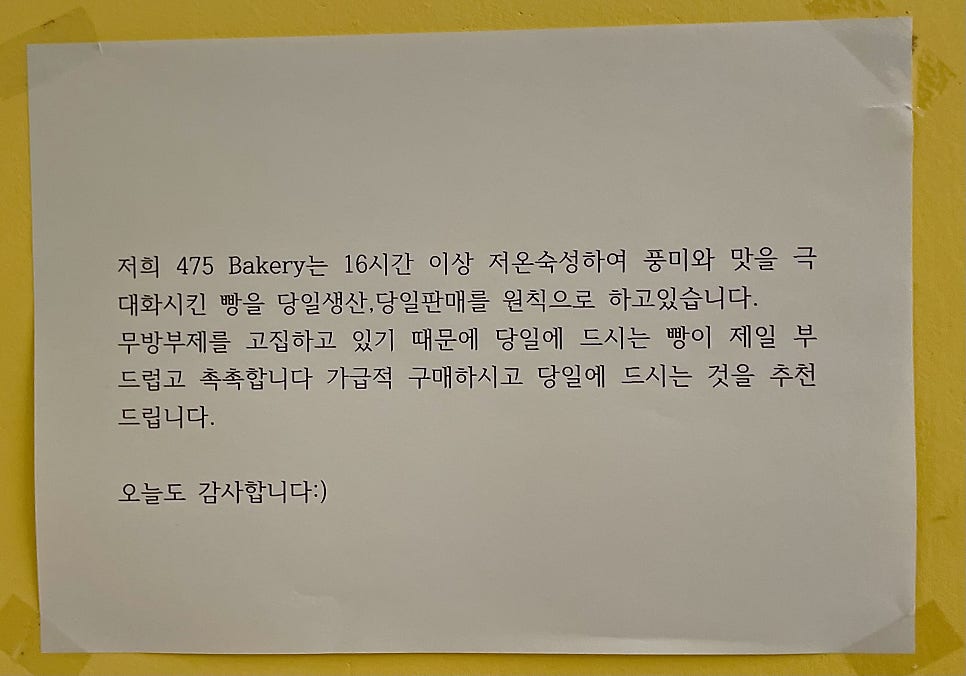 저희 475 Bakery는 16시간 이상 저온숙성하여 풍미와 맛을 극
대화시킨 빵을 당일생산,당일판매를 원칙으로 하고있습니다.
무방부제를 고집하고 있기 때문에 당일에 드시는 빵이 제일 부
드럽고 촉촉합니다 가급적 구매하시고 당일에 드시는 것을 추천
드립니다.
오늘도 감사합니다:)